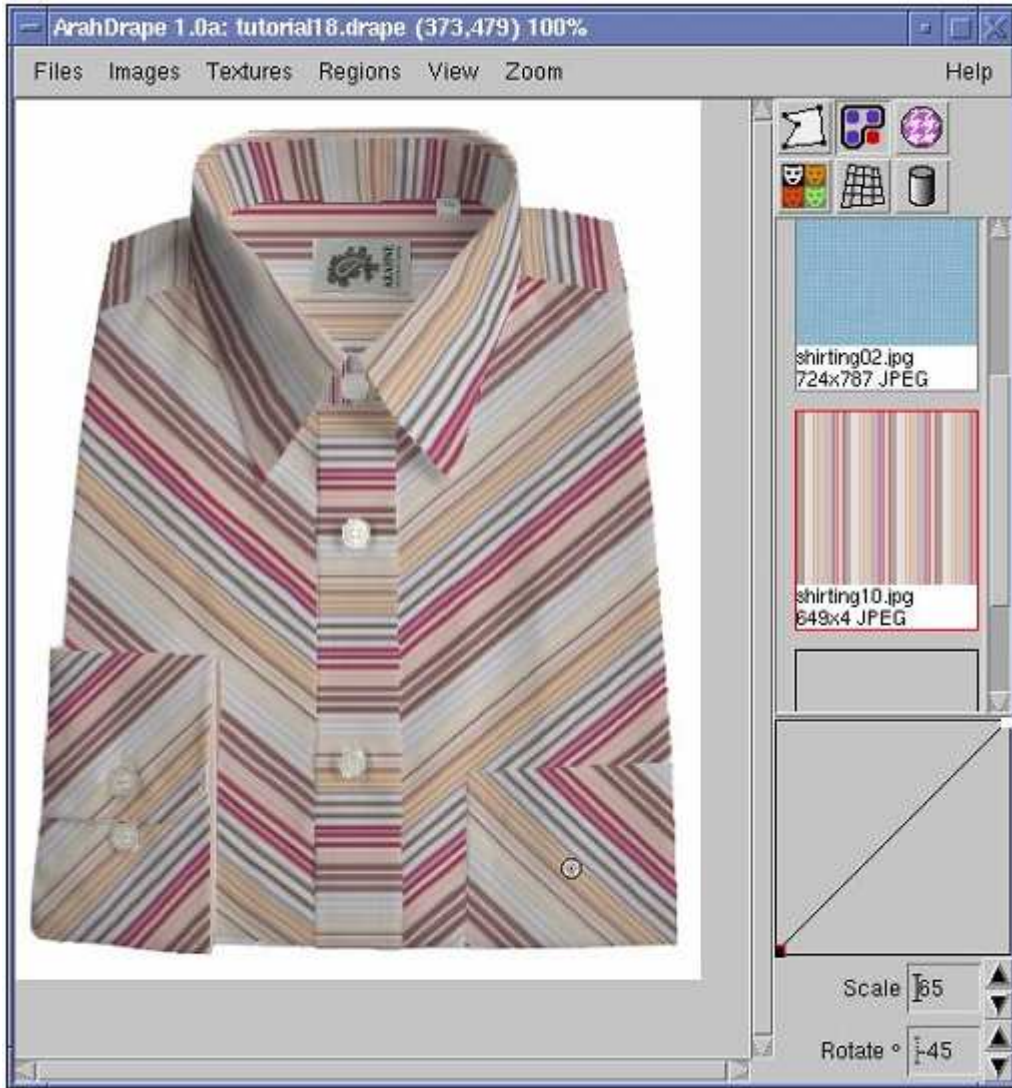 ArahDrape 1.0a: tutorial18.drape (373,479) 100%
Files Images Textures Regions View Zoom Help
shirting02.jpg
724x787 JPEG
shirting10.jpg
649x4 JPEG
Scale 65
Rotate ° -45